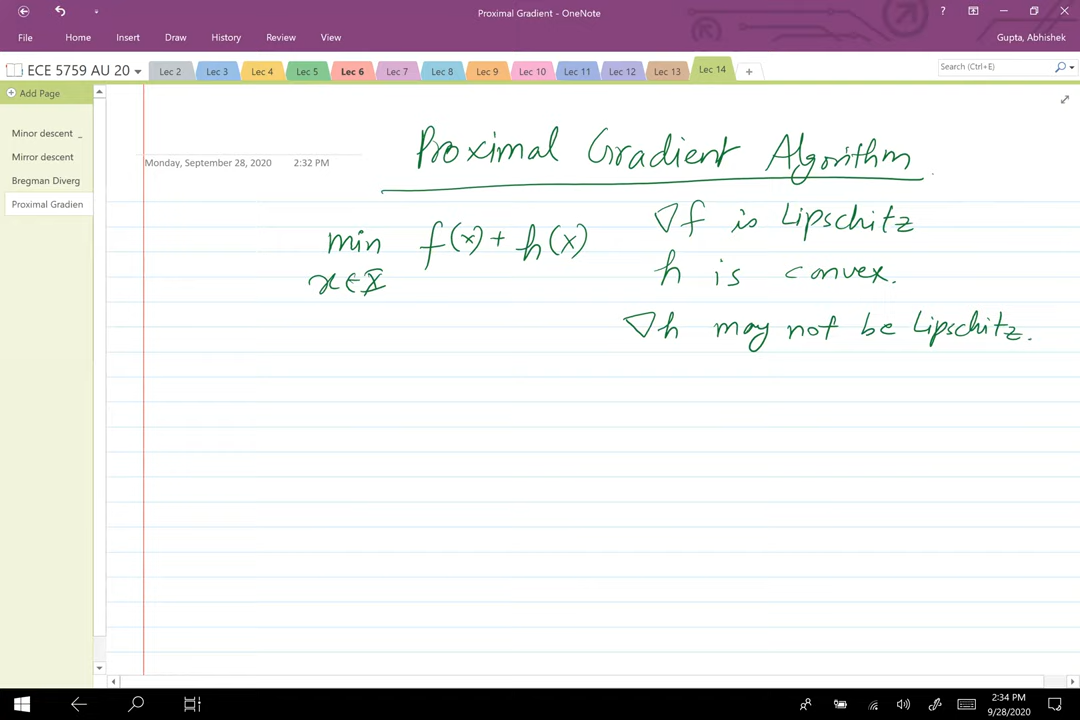 Proximal Gradient - OneNote
?
File Home Insert Draw History Review View
Gupta, Abhishek
ECE 5759 AU 20
Lec 2 Lec 3 Lec 4 Lec 5 Lec 6 Lec 7 Lec 8 Lec 9 Lec 10 Lec 11 Lec 12 Lec 13 Lec 14 +
Search (Ctrl+E)
Add Page
Minor descent _
Mirror descent
Bregman Diverg
Proximal Gradien
Proximal Gradient Algorithm
Monday, September 28, 2020 2:32 PM
min f(x) + h(x)
x ∈ X
∇f is Lipschitz
h is convex.
∇h may not be Lipschitz.
2:34 PM
9/28/2020